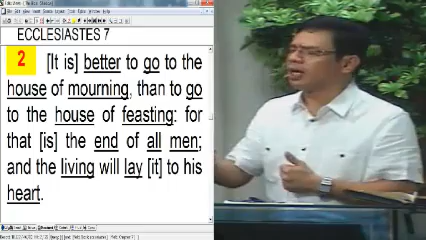 ECCLESIASTES 7
2 [It is] better to go to the
house of mourning, than to go
to the house of feasting: for
that [is] the end of all men;
and the living will lay [it] to his
heart.